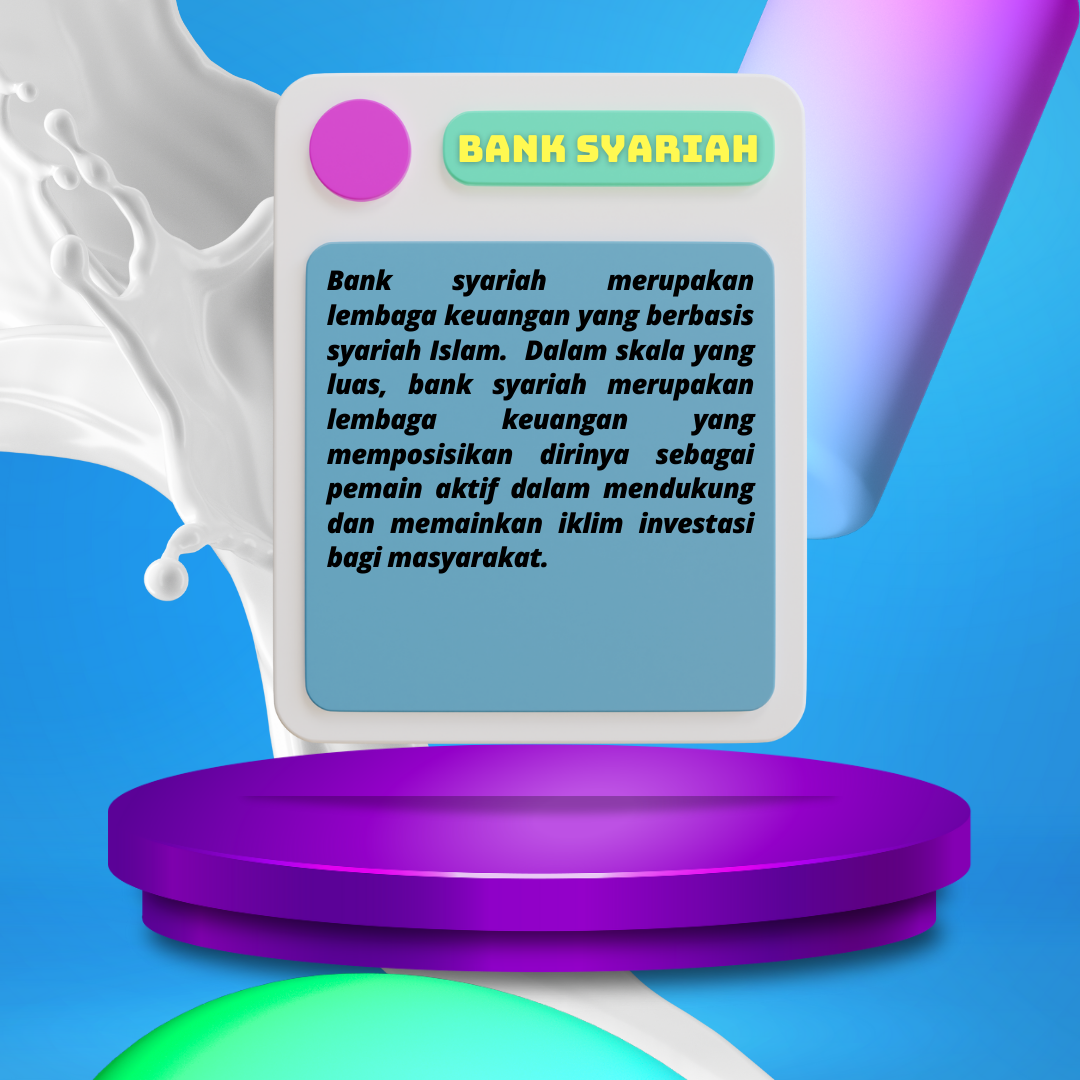 BANK SYARIAH
Bank syariah merupakan
lembaga keuangan yang berbasis
syariah Islam. Dalam skala yang
luas, bank syariah merupakan
lembaga keuangan yang
memposisikan dirinya sebagai
pemain aktif dalam mendukung
dan memainkan iklim investasi
bagi masyarakat.